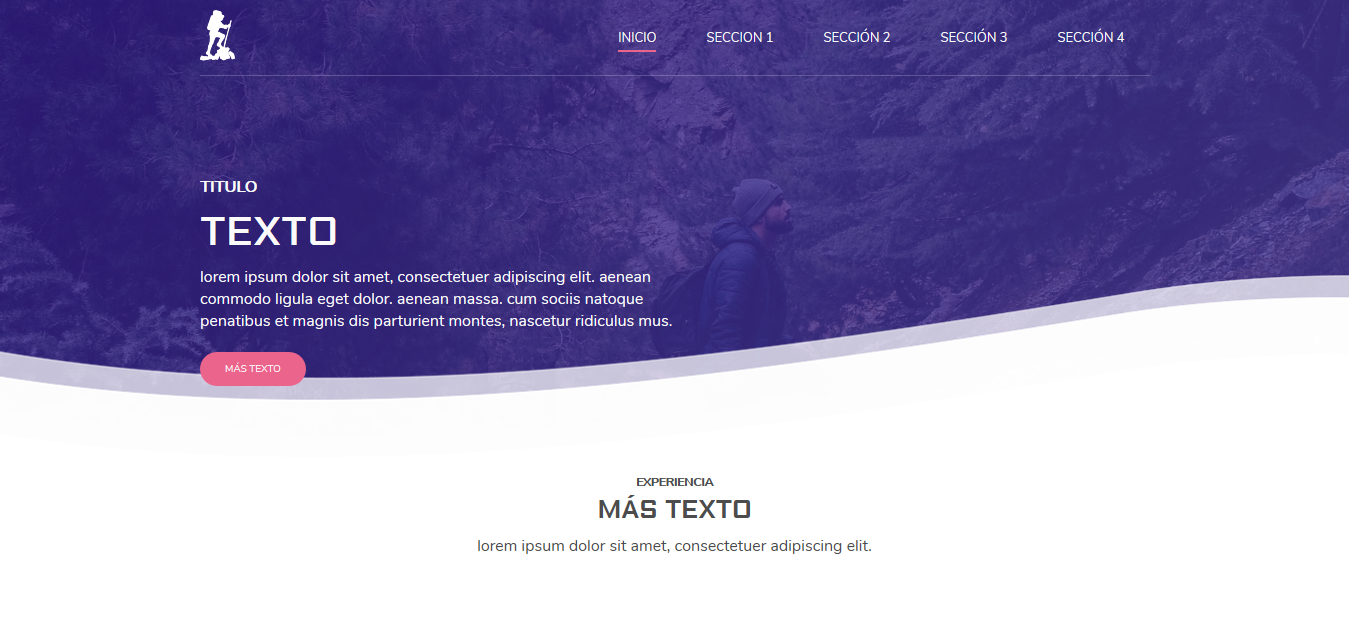 INICIO SECCION 1 SECCIÓN 2 SECCIÓN 3 SECCIÓN 4
TITULO
TEXTO
lorem ipsum dolor sit amet, consectetuer adipiscing elit. aenean
commodo ligula eget dolor. aenean massa. cum sociis natoque
penatibus et magnis dis parturient montes, nascetur ridiculus mus.
MÁS TEXTO
EXPERIENCIA
MÁS TEXTO
lorem ipsum dolor sit amet, consectetuer adipiscing elit.